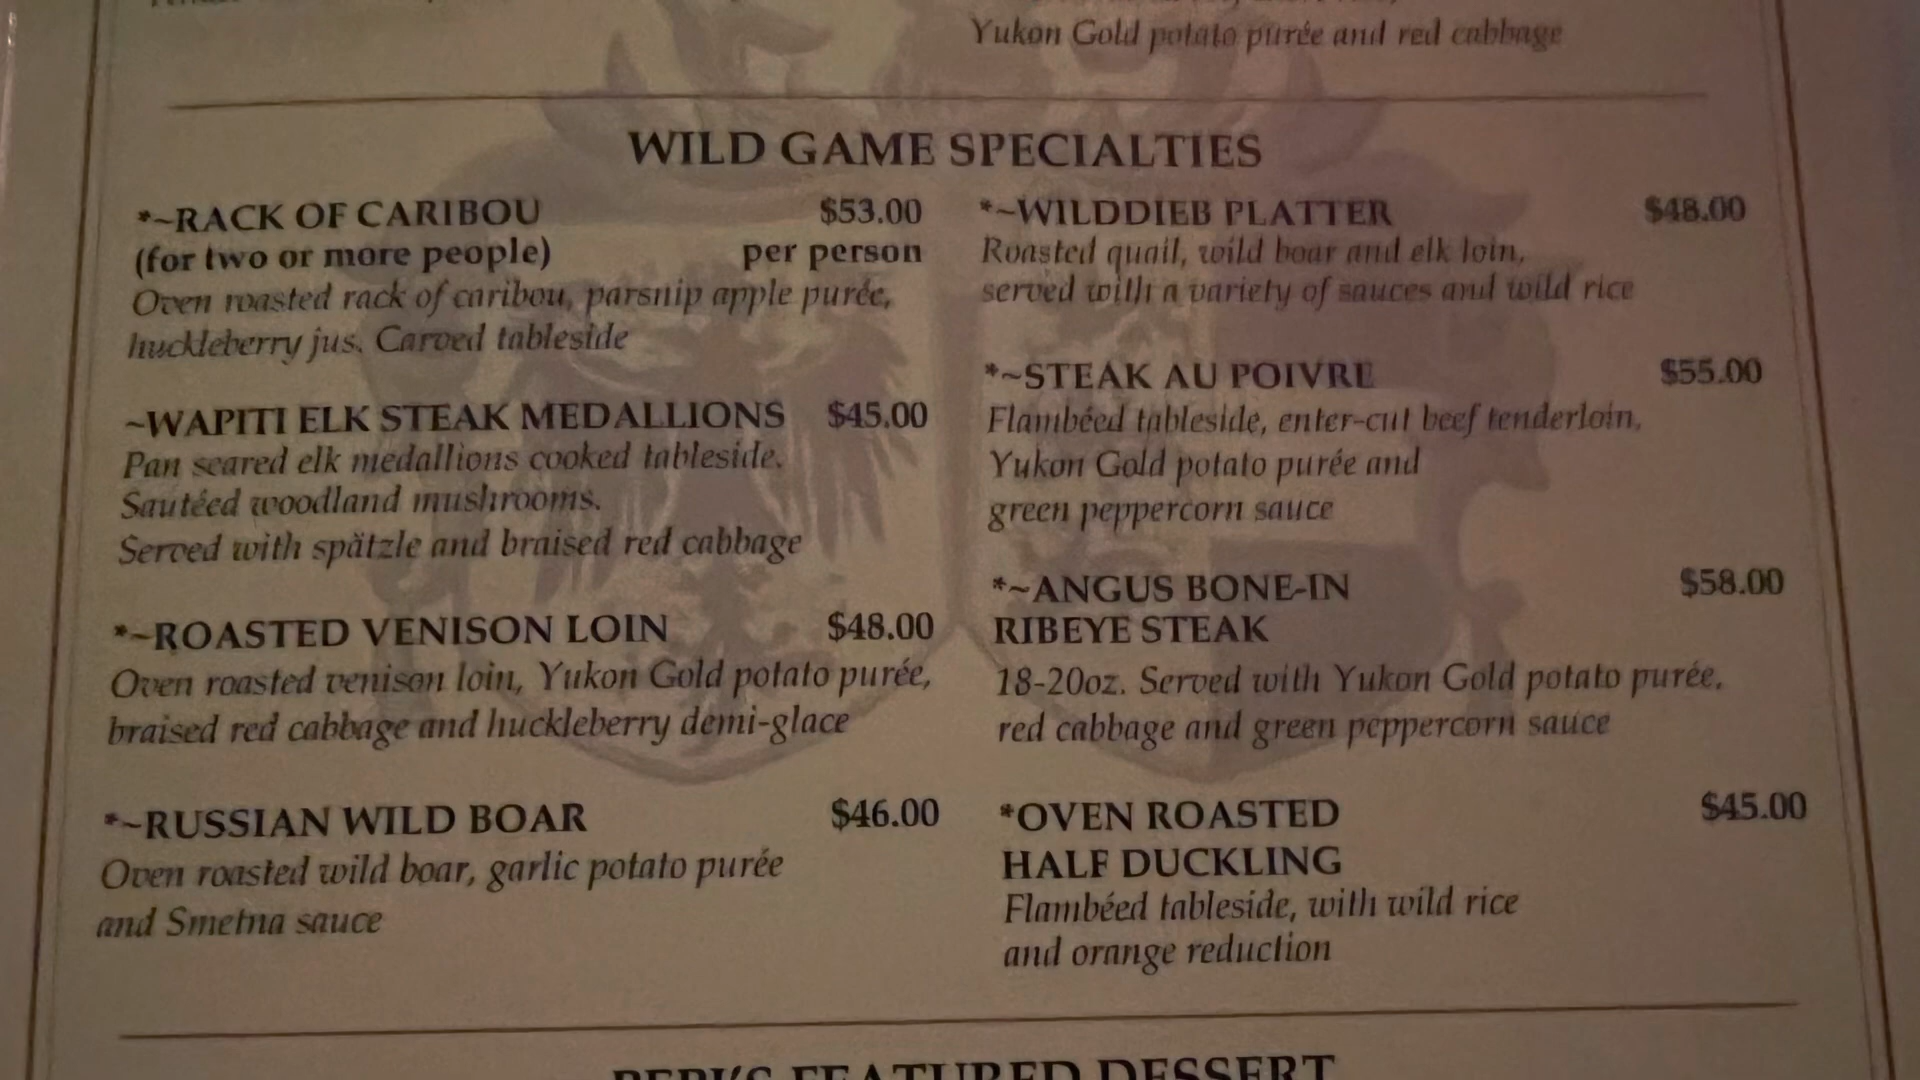 Yukon Gold potato purée and red cabbage
WILD GAME SPECIALTIES
*~RACK OF CARIBOU $53.00
(for two or more people) per person
Oven roasted rack of caribou, parsnip apple purée,
huckleberry jus. Carved tableside
~WAPITI ELK STEAK MEDALLIONS $45.00
Pan seared elk medallions cooked tableside.
Sautéed woodland mushrooms.
Served with spätzle and braised red cabbage
*~ROASTED VENISON LOIN $48.00
Oven roasted venison loin, Yukon Gold potato purée,
braised red cabbage and huckleberry demi-glace
*~RUSSIAN WILD BOAR $46.00
Oven roasted wild boar, garlic potato purée
and Smetna sauce
*~WILDDIEB PLATTER $48.00
Roasted quail, wild boar and elk loin,
served with a variety of sauces and wild rice
*~STEAK AU POIVRE $55.00
Flambéed tableside, enter-cut beef tenderloin,
Yukon Gold potato purée and
green peppercorn sauce
*~ANGUS BONE-IN $58.00
RIBEYE STEAK
18-20oz. Served with Yukon Gold potato purée,
red cabbage and green peppercorn sauce
*OVEN ROASTED $45.00
HALF DUCKLING
Flambéed tableside, with wild rice
and orange reduction
FEATURED DESSERT